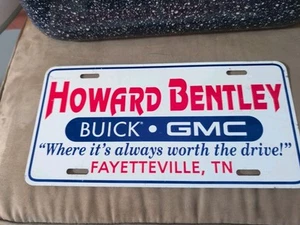 HOWARD BENTLEY
BUICK • GMC
"Where it's always worth the drive!"
FAYETTEVILLE, TN